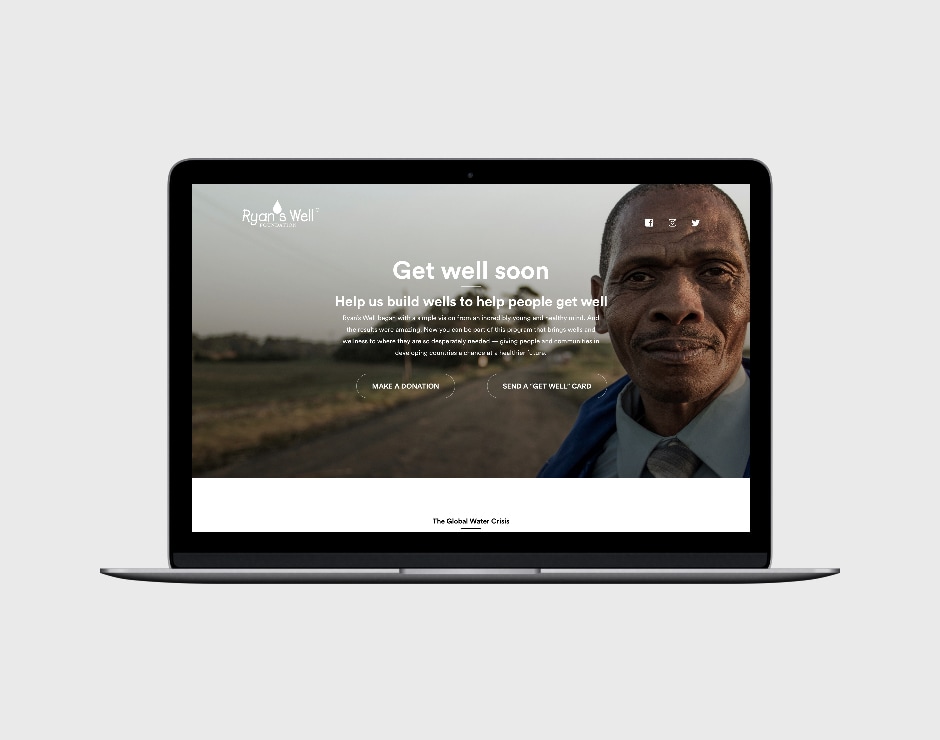 Ryan's Well
FOUNDATION
Get well soon
Help us build wells to help people get well
Ryan's Well began with a simple vision from an incredibly young and healthy mind. And
the results were amazing. Now you can be part of this program that brings wells and
wellness to where they are so desperately needed — giving people and communities in
developing countries a chance at a healthier future.
MAKE A DONATION
SEND A "GET WELL" CARD
The Global Water Crisis